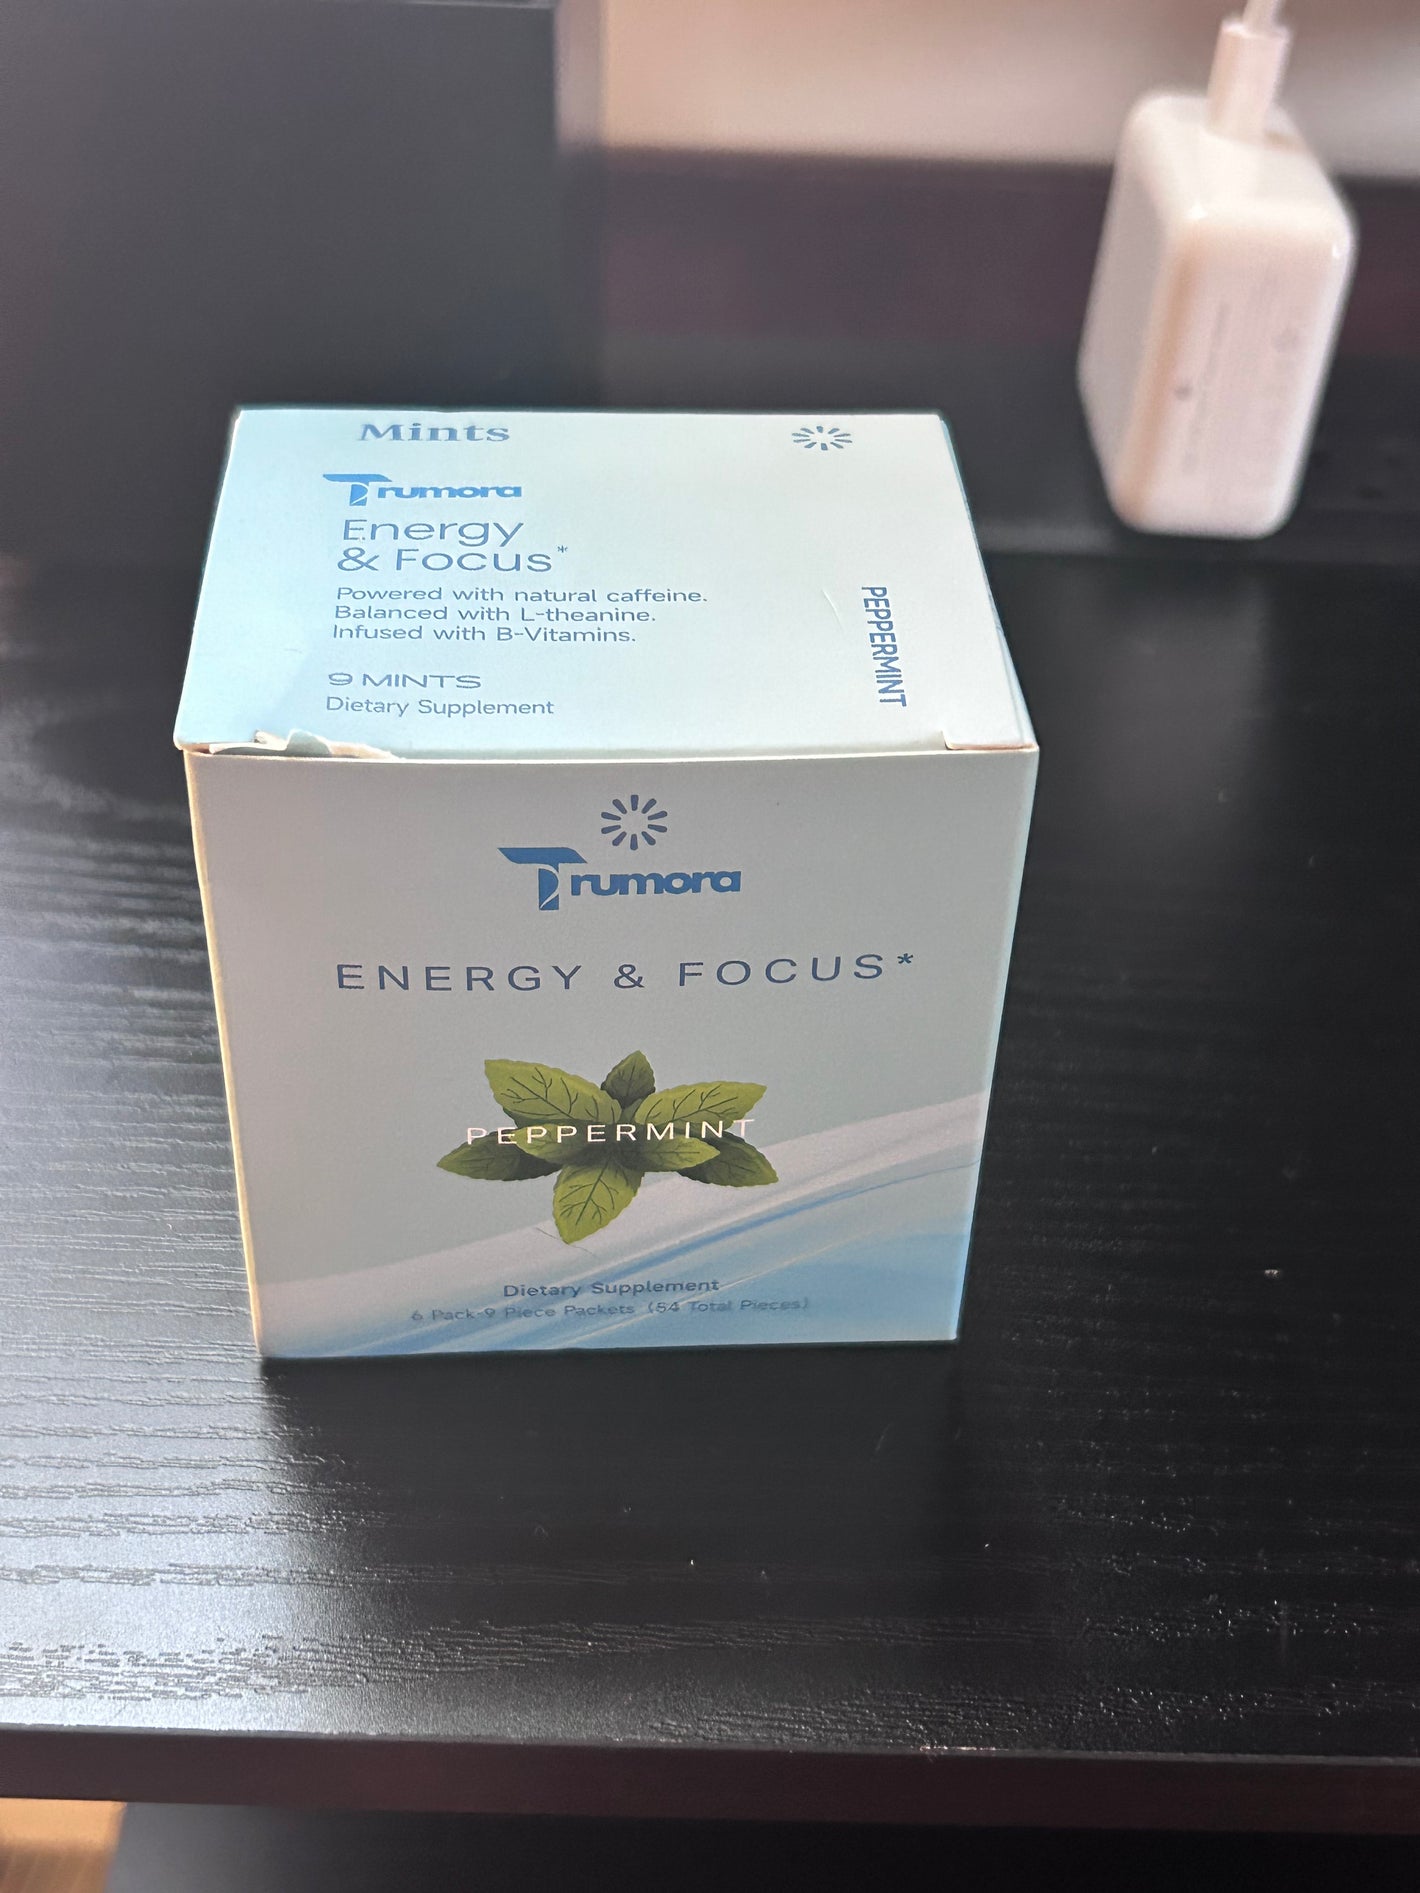 Mints
Trumora
Energy
& Focus*
Powered with natural caffeine.
Balanced with L-theanine.
Infused with B-Vitamins.
9 MINTS
Dietary Supplement
PEPPERMINT
Trumora
ENERGY & FOCUS*
PEPPERMINT
Dietary Supplement
6 Pack-9 Piece Packets (54 Total Pieces)